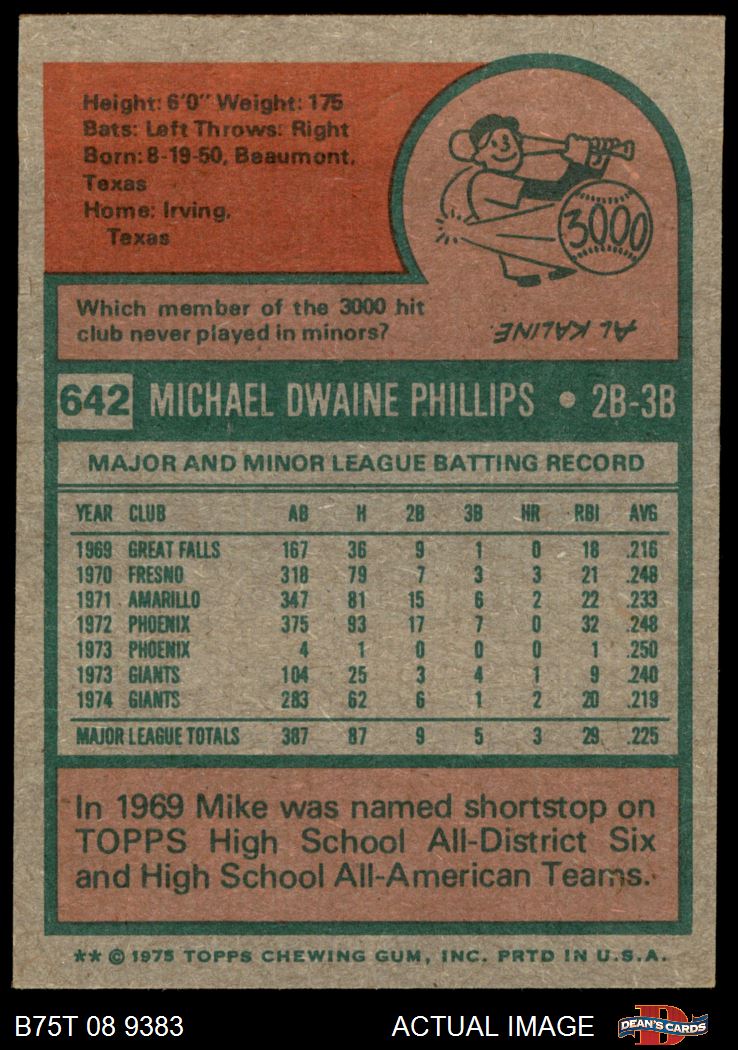 Height: 6'0" Weight: 175
Bats: Left Throws: Right
Born: 8-19-50, Beaumont,
Texas
Home: Irving,
Texas
3000
Which member of the 3000 hit
club never played in minors?
AL KALINE.
642 MICHAEL DWAINE PHILLIPS • 2B-3B
MAJOR AND MINOR LEAGUE BATTING RECORD
YEAR CLUB AB H 2B 3B HR RBI AVG
1969 GREAT FALLS 167 36 9 1 0 18 .216
1970 FRESNO 318 79 7 3 3 21 .248
1971 AMARILLO 347 81 15 6 2 22 .233
1972 PHOENIX 375 93 17 7 0 32 .248
1973 PHOENIX 4 1 0 0 0 1 .250
1973 GIANTS 104 25 3 4 1 9 .240
1974 GIANTS 283 62 6 1 2 20 .219
MAJOR LEAGUE TOTALS 387 87 9 5 3 29 .225
In 1969 Mike was named shortstop on
TOPPS High School All-District Six
and High School All-American Teams.
** © 1975 TOPPS CHEWING GUM, INC. PRTD IN U.S.A.
B75T 08 9383 ACTUAL IMAGE DEAN'S CARDS